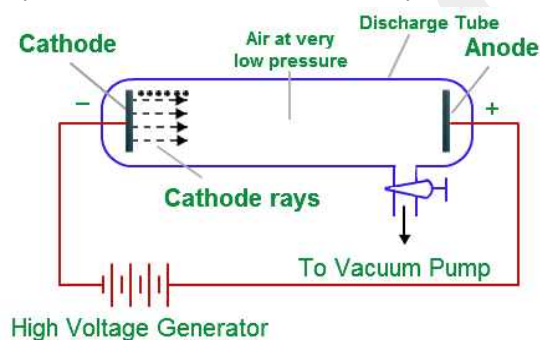 Discharge Tube
Cathode
Air at very
low pressure
Anode
−
+
Cathode rays
To Vacuum Pump
High Voltage Generator